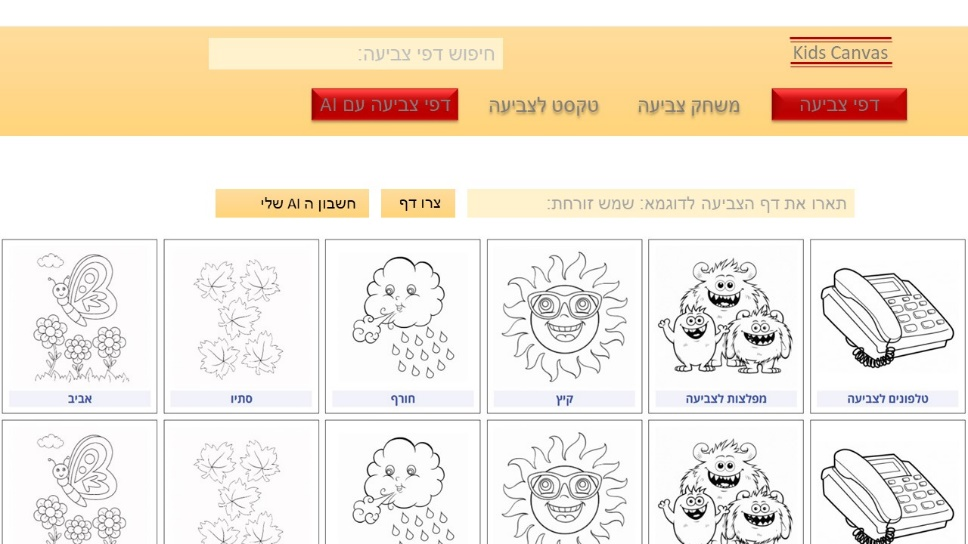 Kids Canvas
חיפוש דפי צביעה:
דפי צביעה
משחק צביעה
טקסט לצביעה
דפי צביעה עם AI
תארו את דף הצביעה לדוגמא: שמש זורחת:
צרו דף
חשבון ה AI שלי
טלפונים לצביעה
מפלצות לצביעה
קיץ
חורף
סתיו
אביב